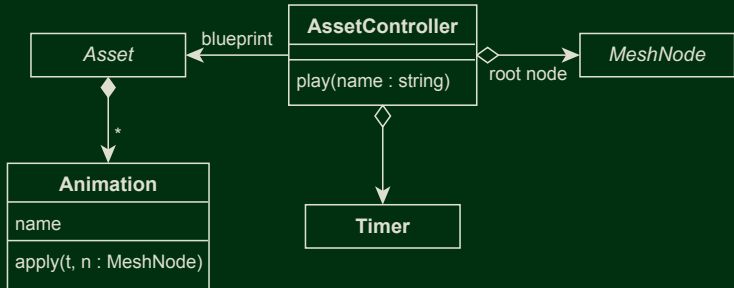 AssetController
blueprint
Asset
MeshNode
play(name : string)
root node
*
Animation
name
Timer
apply(t, n : MeshNode)